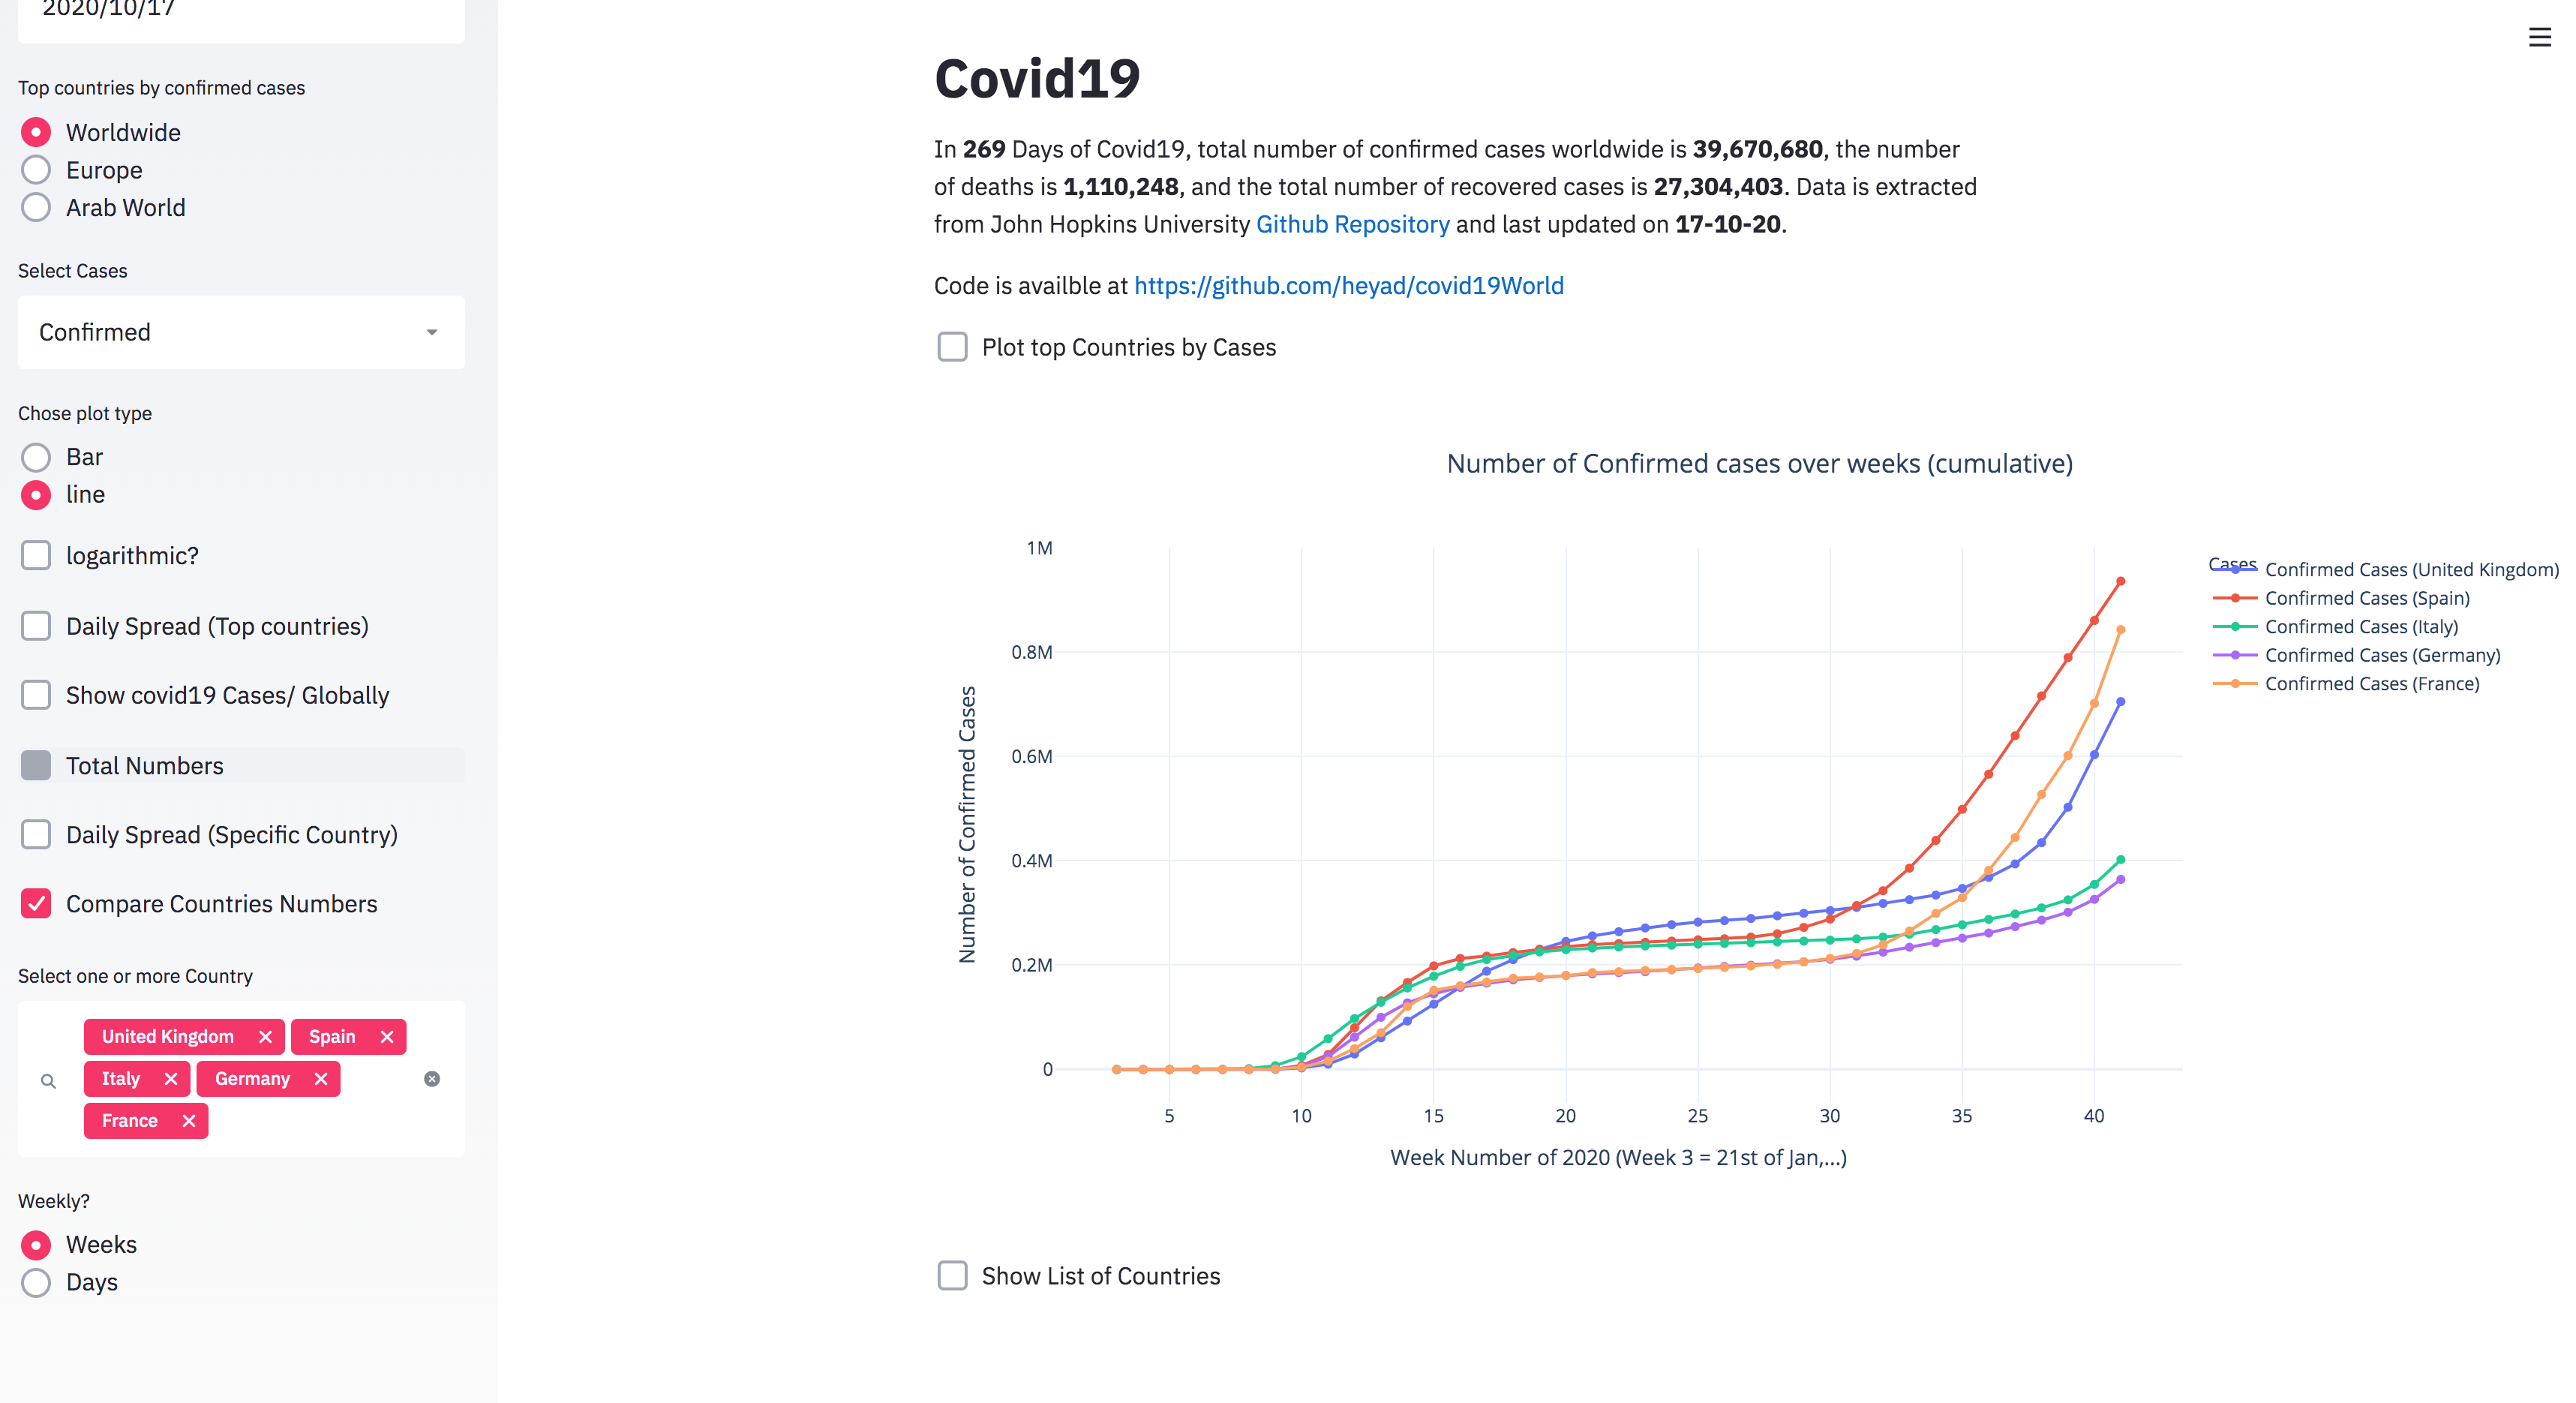 2020/10/17
Top countries by confirmed cases
Worldwide
Europe
Arab World
Select Cases
Confirmed
Chose plot type
Bar
line
logarithmic?
Daily Spread (Top countries)
Show covid19 Cases/ Globally
Total Numbers
Daily Spread (Specific Country)
Compare Countries Numbers
Select one or more Country
United Kingdom
Spain
Italy
Germany
France
Weekly?
Weeks
Days
Covid19
In 269 Days of Covid19, total number of confirmed cases worldwide is 39,670,680, the number
of deaths is 1,110,248, and the total number of recovered cases is 27,304,403. Data is extracted
from John Hopkins University Github Repository and last updated on 17-10-20.
Code is availble at https://github.com/heyad/covid19World
Plot top Countries by Cases
Number of Confirmed cases over weeks (cumulative)
1M
0.8M
0.6M
0.4M
0.2M
0
Number of Confirmed Cases
5 10 15 20 25 30 35 40
Week Number of 2020 (Week 3 = 21st of Jan,...)
Cases
Confirmed Cases (United Kingdom)
Confirmed Cases (Spain)
Confirmed Cases (Italy)
Confirmed Cases (Germany)
Confirmed Cases (France)
Show List of Countries